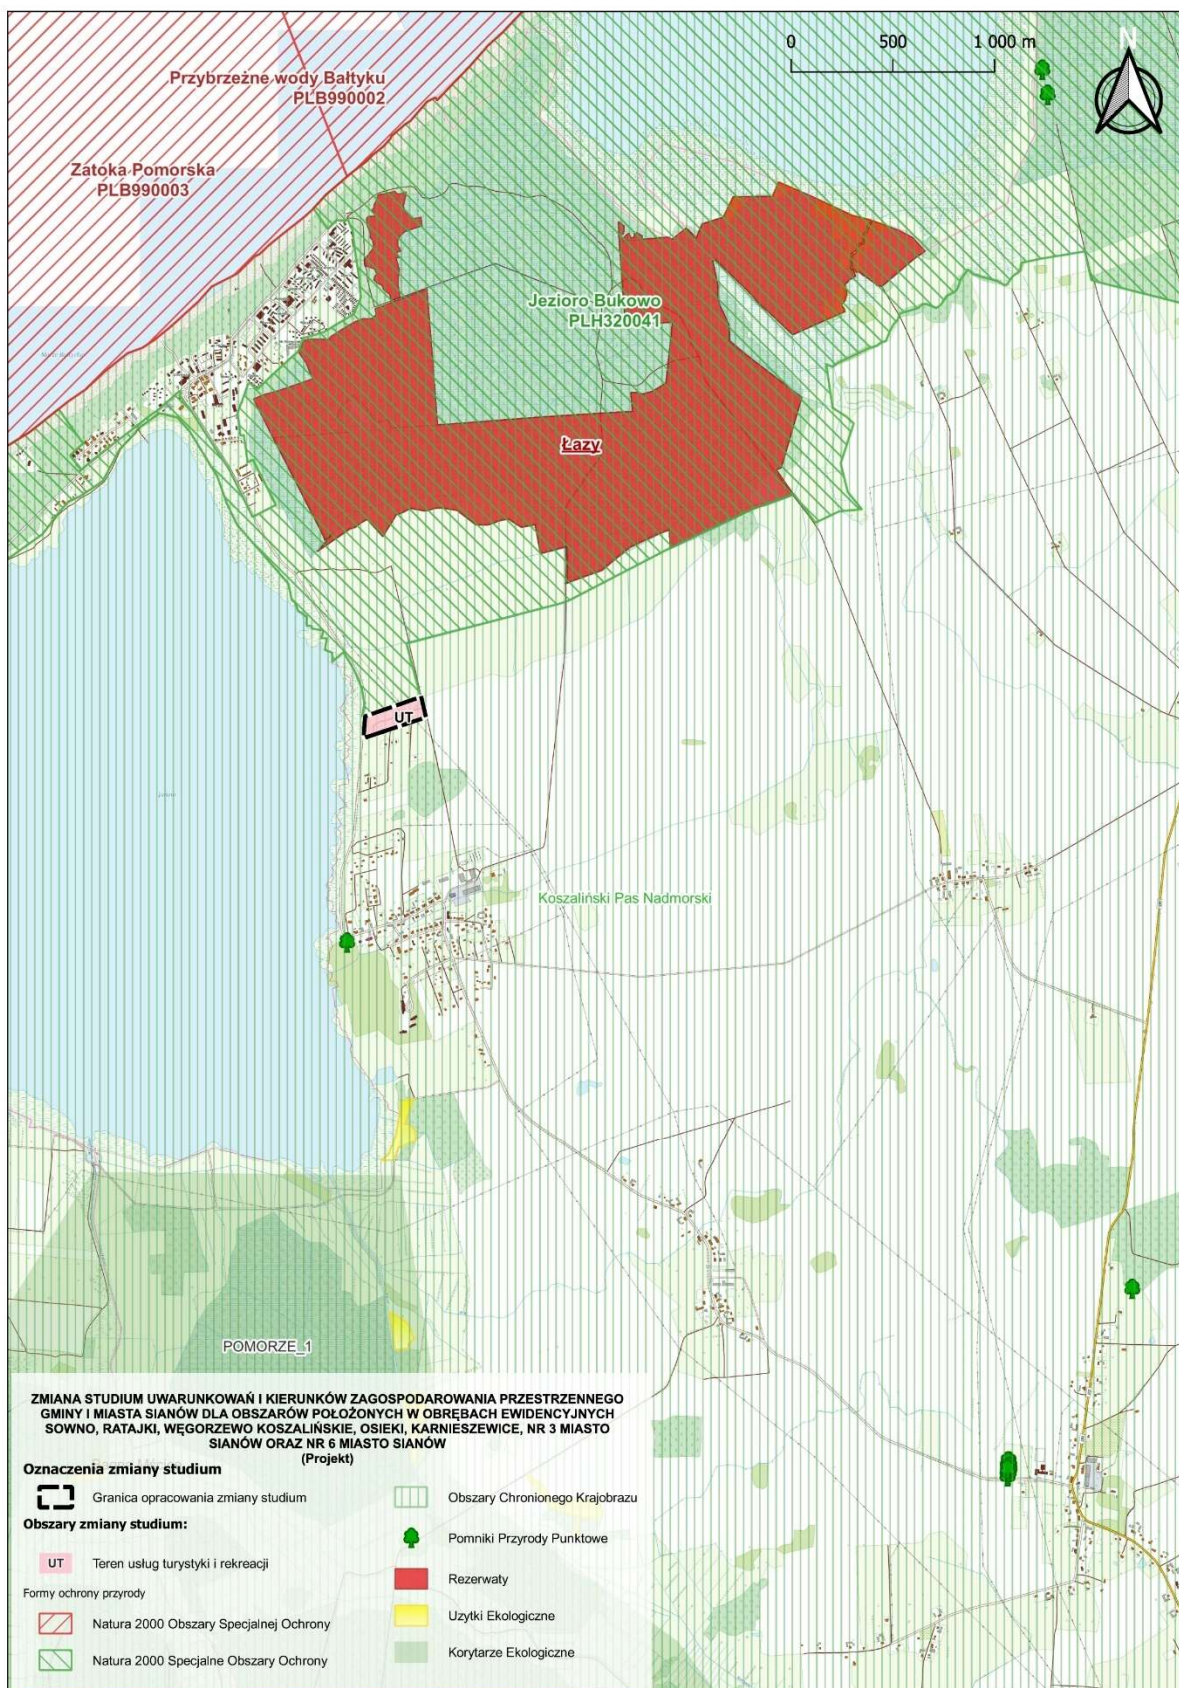 0 500 1 000 m
N
Przybrzeżne wody Bałtyku
PLB990002
Zatoka Pomorska
PLB990003
Jezioro Bukowo
PLH320041
Łazy
UT
Koszaliński Pas Nadmorski
POMORZE_1
ZMIANA STUDIUM UWARUNKOWAŃ I KIERUNKÓW ZAGOSPODAROWANIA PRZESTRZENNEGO
GMINY I MIASTA SIANÓW DLA OBSZARÓW POŁOŻONYCH W OBRĘBACH EWIDENCYJNYCH
SOWNO, RATAJKI, WĘGORZEWO KOSZALIŃSKIE, OSIEKI, KARNIESZEWICE, NR 3 MIASTO
SIANÓW ORAZ NR 6 MIASTO SIANÓW
(Projekt)
Oznaczenia zmiany studium
Granica opracowania zmiany studium
Obszary zmiany studium:
UT Teren usług turystyki i rekreacji
Formy ochrony przyrody
Natura 2000 Obszary Specjalnej Ochrony
Natura 2000 Specjalne Obszary Ochrony
Obszary Chronionego Krajobrazu
Pomniki Przyrody Punktowe
Rezerwaty
Uzytki Ekologiczne
Korytarze Ekologiczne